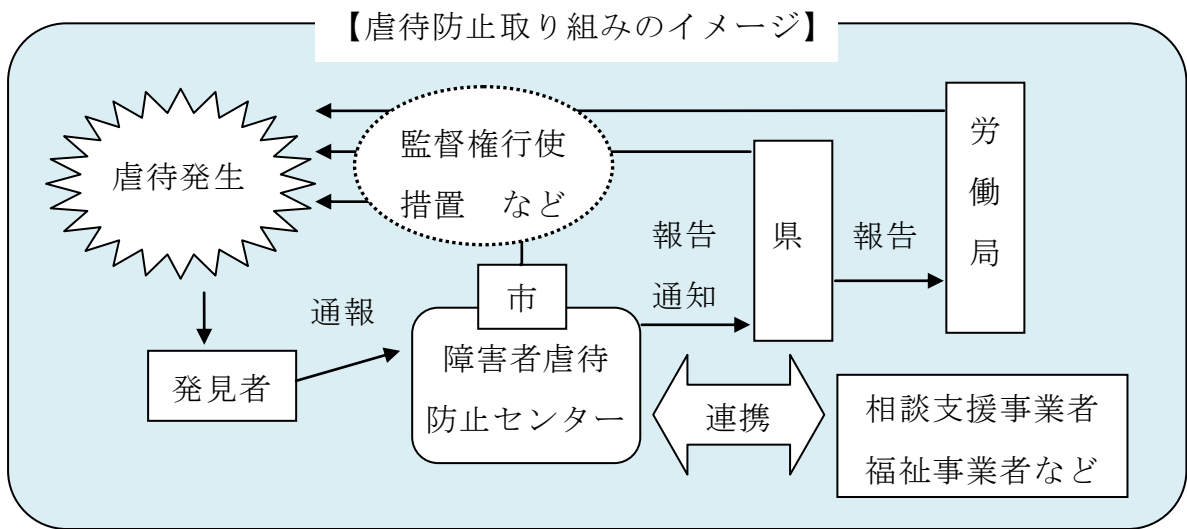 【虐待防止取り組みのイメージ】
虐待発生
監督権行使
措置 など
労働局
県
報告
報告
通知
市
通報
障害者虐待
防止センター
発見者
連携
相談支援事業者
福祉事業者など